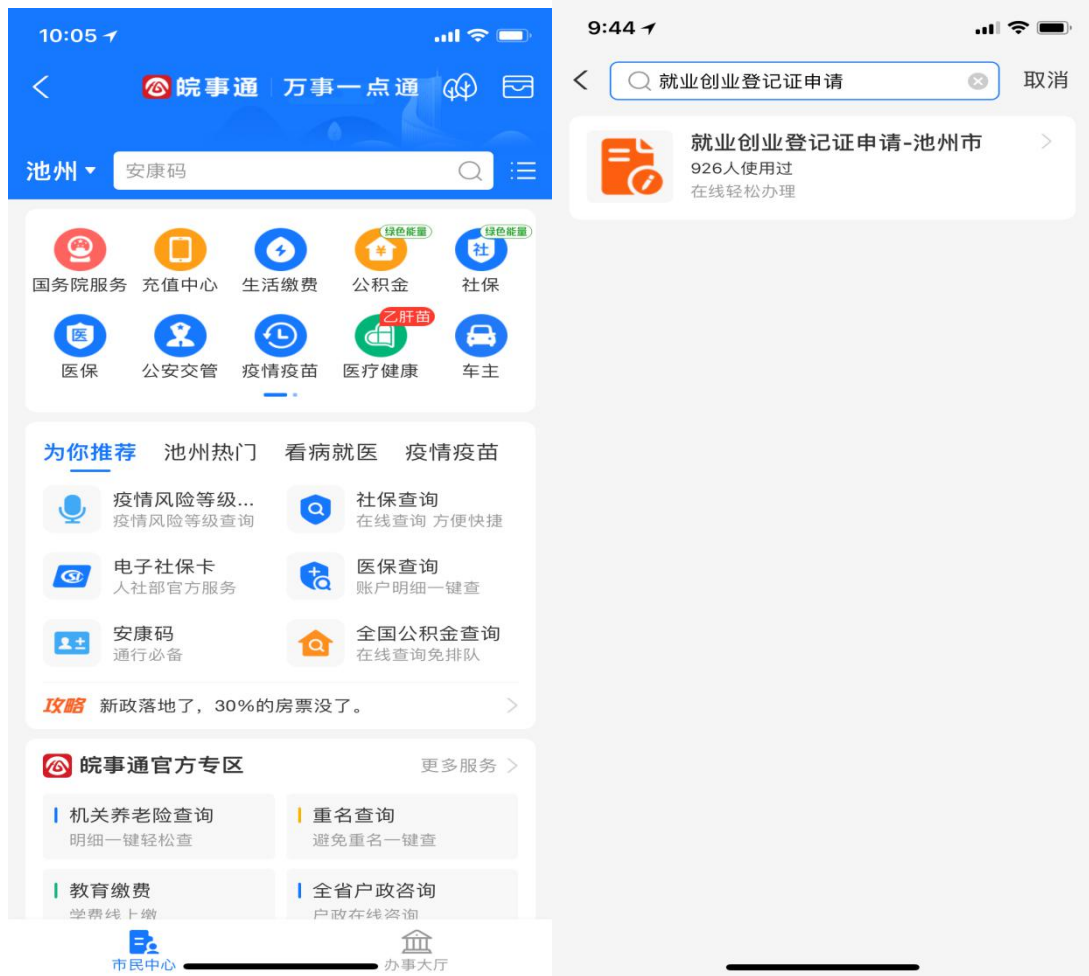 10:05
皖事通 万事一点通
池州 安康码
绿色能量 绿色能量
国务院服务 充值中心 生活缴费 公积金 社保
乙肝苗
医保 公安交管 疫情疫苗 医疗健康 车主
为你推荐 池州热门 看病就医 疫情疫苗
疫情风险等级... 社保查询
疫情风险等级查询 在线查询 方便快捷
电子社保卡 医保查询
人社部官方服务 账户明细一键查
安康码 全国公积金查询
通行必备 在线查询免排队
攻略 新政落地了，30%的房票没了。
皖事通官方专区 更多服务
机关养老险查询 重名查询
明细一键轻松查 避免重名一键查
教育缴费 全省户政咨询
学费线上缴 户政在线咨询
市民中心 办事大厅
9:44
就业创业登记证申请 取消
就业创业登记证申请-池州市
926人使用过
在线轻松办理